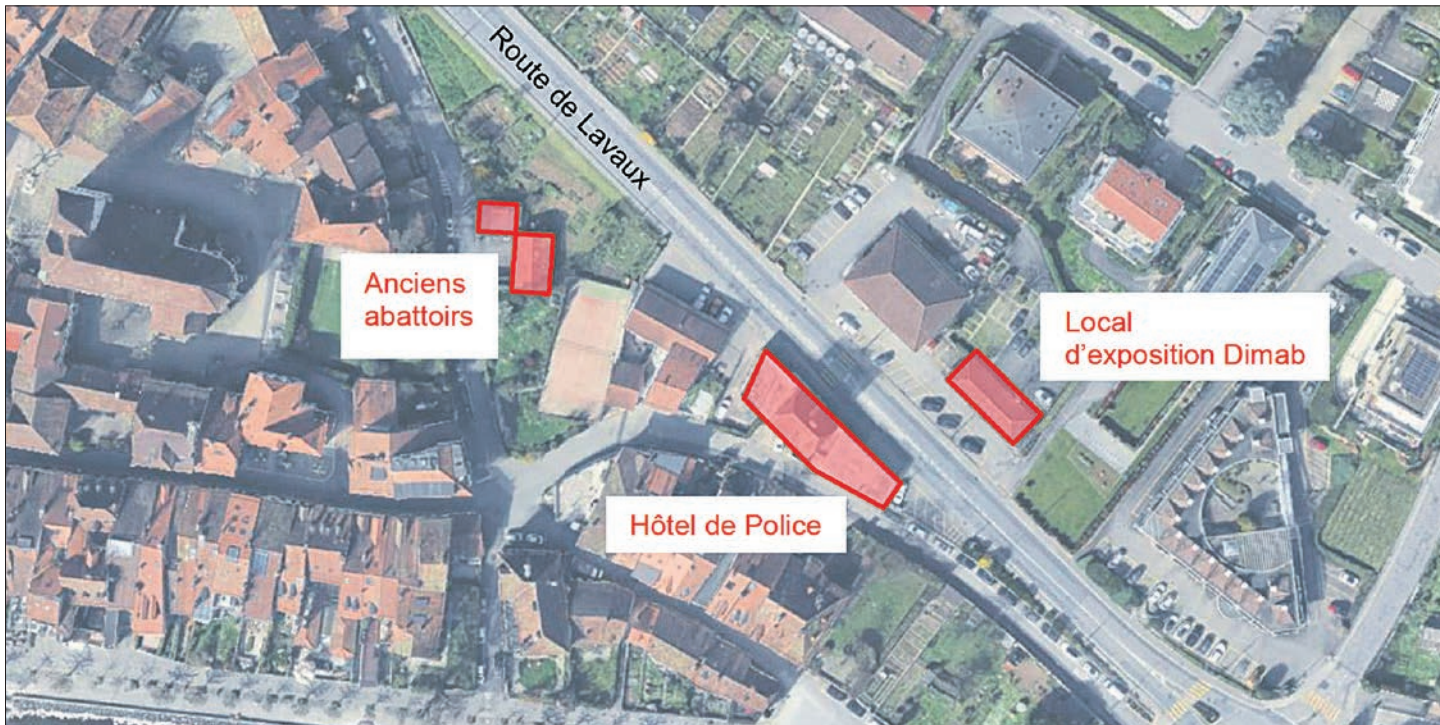 Route de Lavaux
Anciens
abattoirs
Local
d'exposition Dimab
Hôtel de Police